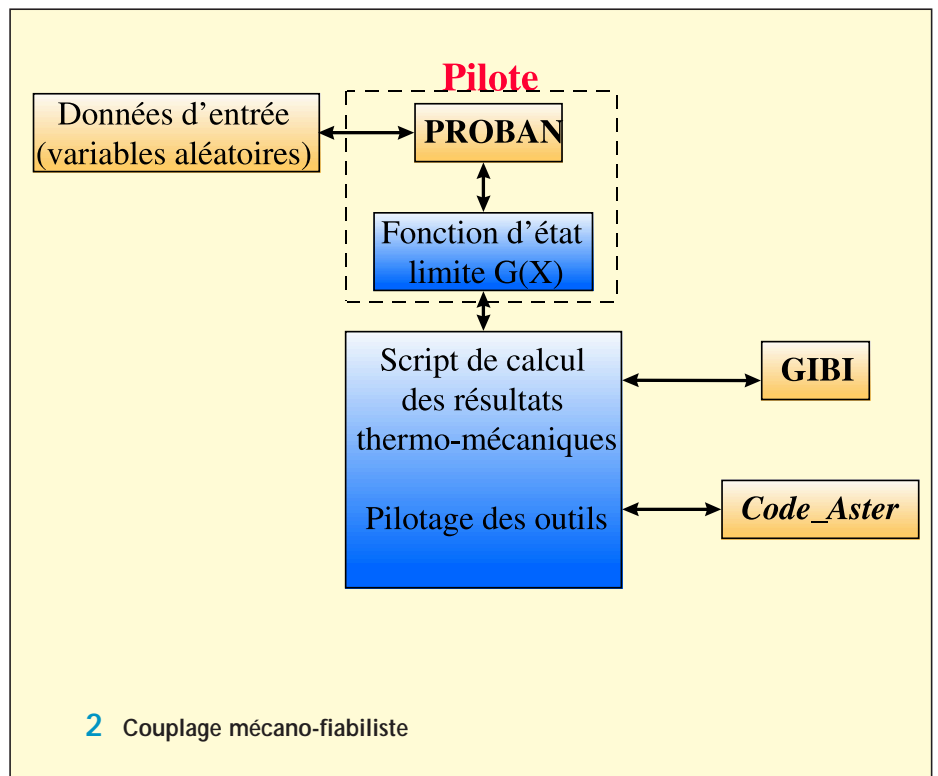 Pilote
Données d'entrée
(variables aléatoires)
PROBAN
Fonction d'état
limite G(X)
Script de calcul
des résultats
thermo-mécaniques
Pilotage des outils
GIBI
Code_Aster
2 Couplage mécano-fiabiliste